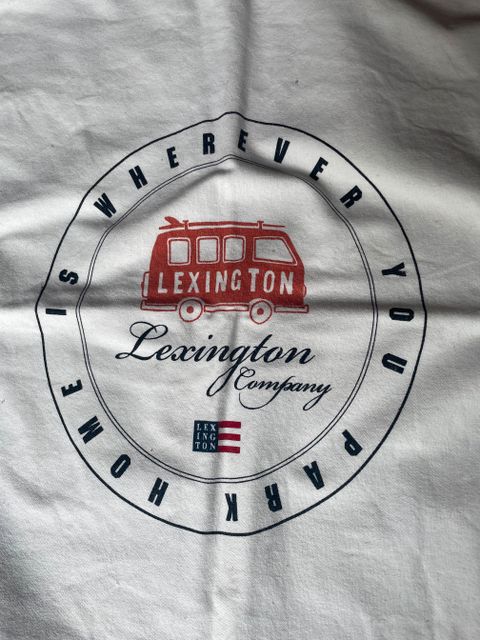 HOME IS WHEREVER YOU PARK
LEXINGTON
Lexington
Company
LEX
ING
TON